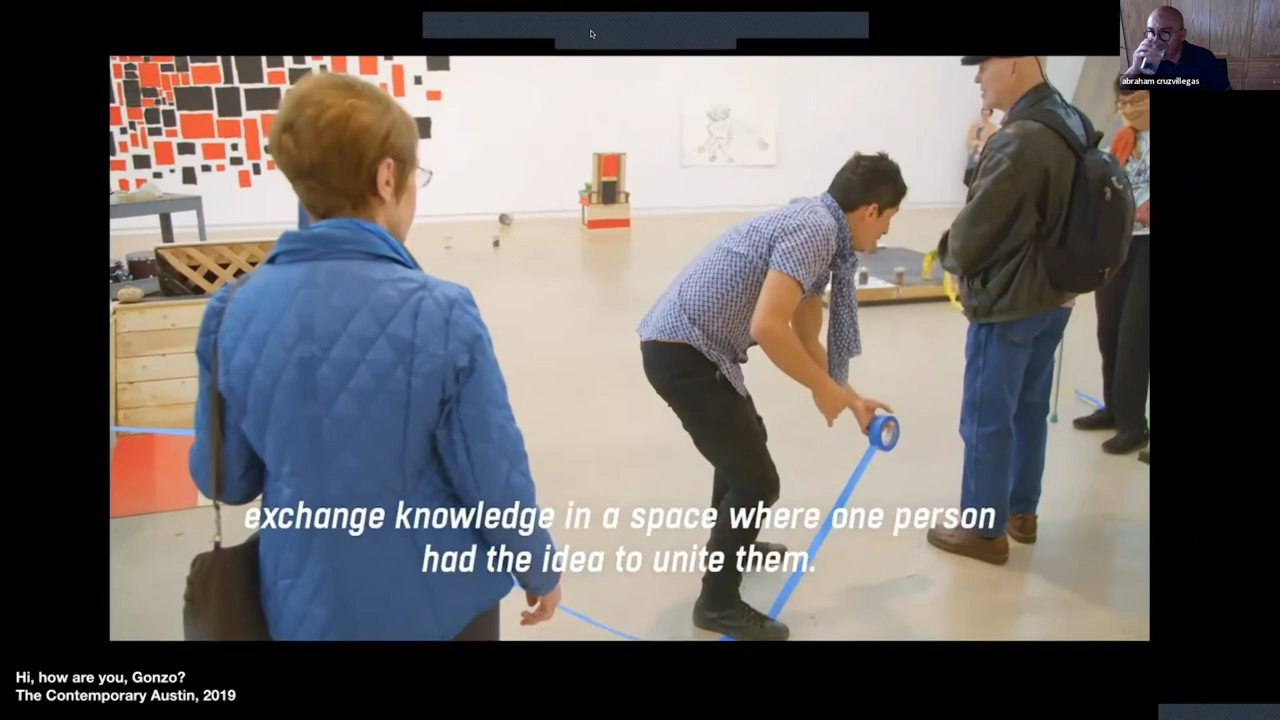 abraham cruzvillegas
exchange knowledge in a space where one person
had the idea to unite them.
Hi, how are you, Gonzo?
The Contemporary Austin, 2019